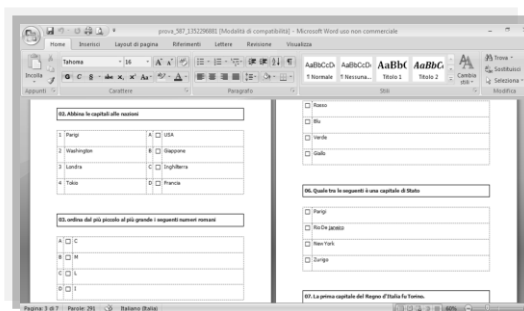 prova_587_1352296881 [Modalità di compatibilità] - Microsoft Word uso non commerciale
Home Inserisci Layout di pagina Riferimenti Lettere Revisione Visualizza
Incolla
Tahoma 16
AaBbCcDc AaBbCcDc AaBb( AaBbC
¶ Normale ¶ Nessuna... Titolo 1 Titolo 2
Cambia stili
Trova
Sostituisci
Seleziona
Appunti Carattere Paragrafo Stili Modifica
03. Abbina le capitali alle nazioni
1 Parigi A USA
2 Washington B Giappone
3 Londra C Inghilterra
4 Tokio D Francia
03. ordina dal più piccolo al più grande i seguenti numeri romani
A C
B M
C L
D I
Rosso
Blu
Verde
Giallo
06. Quale tra le seguenti è una capitale di Stato
Parigi
Rio De Janeiro
New York
Zurigo
07. La prima capitale del Regno d'Italia fu Torino.
Pagina: 3 di 7 Parole: 291 Italiano (Italia) 60%